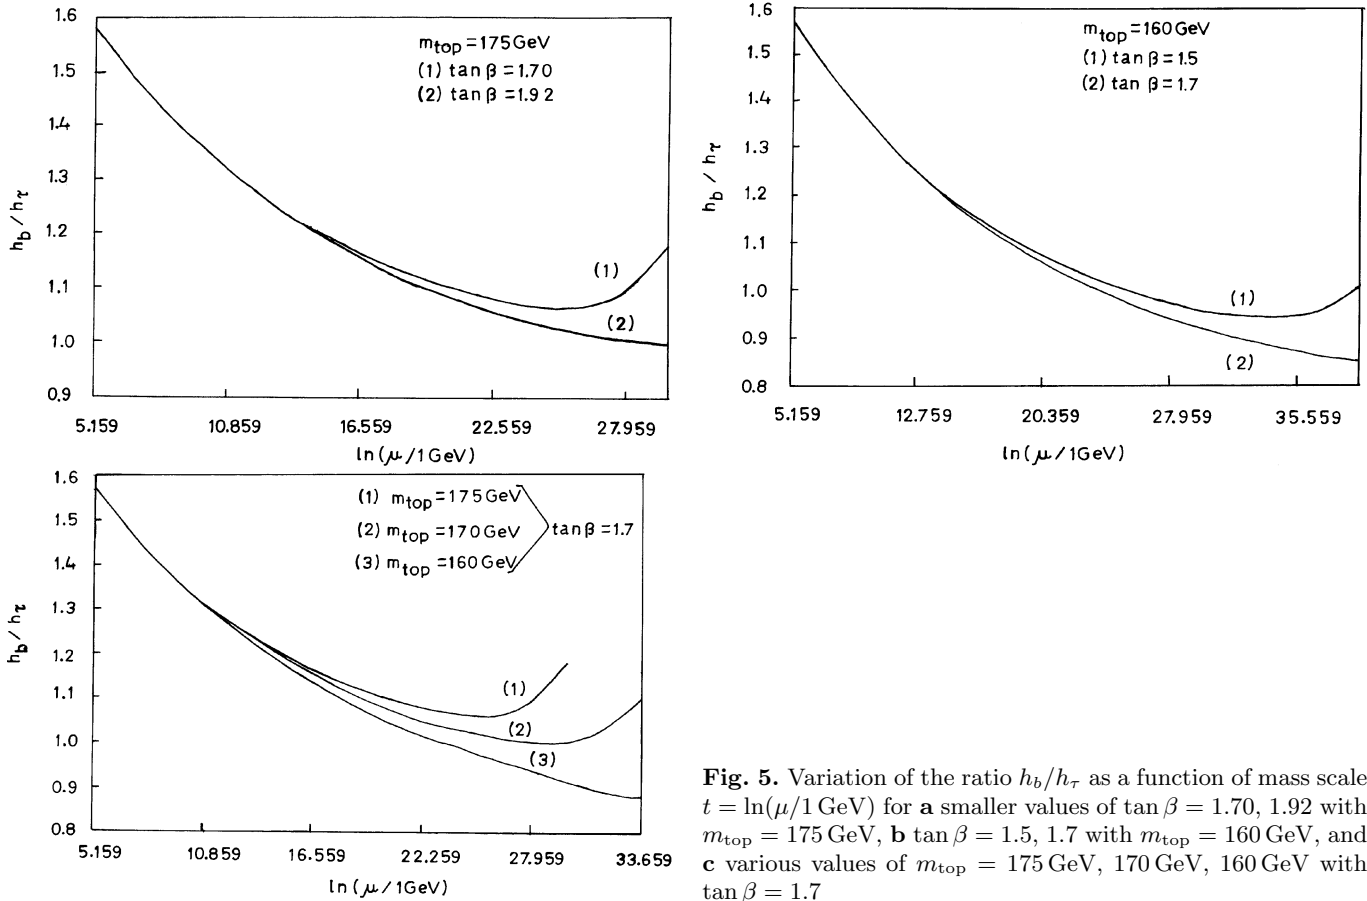 1.6
1.5
1.4
1.3
1.2
1.1
1.0
0.9
h_b / h_τ
m_top = 175 GeV
(1) tan β = 1.70
(2) tan β = 1.92
(1)
(2)
5.159 10.859 16.559 22.559 27.959
ln(μ/1GeV)
1.6
1.5
1.4
1.3
1.2
1.1
1.0
0.9
0.8
h_b / h_τ
m_top = 160 GeV
(1) tan β = 1.5
(2) tan β = 1.7
(1)
(2)
5.159 12.759 20.359 27.959 35.559
ln(μ/1GeV)
1.6
1.5
1.4
1.3
1.2
1.1
1.0
0.9
0.8
h_b / h_τ
(1) m_top = 175 GeV
(2) m_top = 170 GeV tan β = 1.7
(3) m_top = 160 GeV
(1)
(2)
(3)
5.159 10.859 16.559 22.259 27.959 33.659
ln(μ/1GeV)
Fig. 5. Variation of the ratio h_b/h_τ as a function of mass scale
t = ln(μ/1 GeV) for a smaller values of tan β = 1.70, 1.92 with
m_top = 175 GeV, b tan β = 1.5, 1.7 with m_top = 160 GeV, and
c various values of m_top = 175 GeV, 170 GeV, 160 GeV with
tan β = 1.7